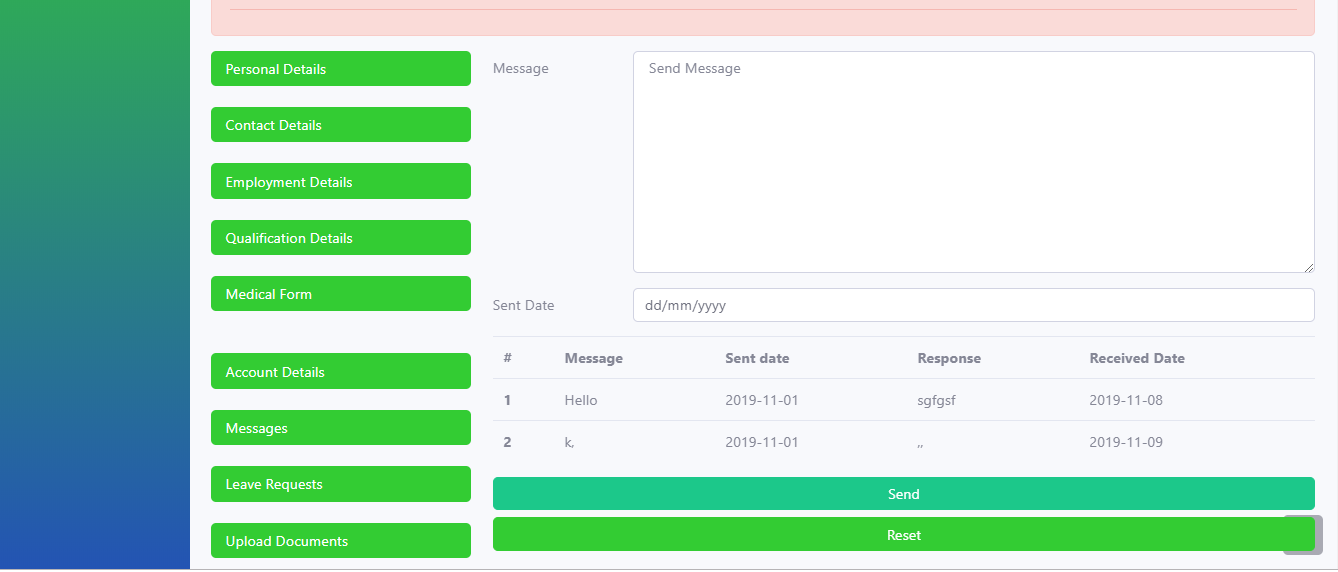 Personal Details
Contact Details
Employment Details
Qualification Details
Medical Form
Account Details
Messages
Leave Requests
Upload Documents
Message
Send Message
Sent Date
dd/mm/yyyy
# Message Sent date Response Received Date
1 Hello 2019-11-01 sgfgsf 2019-11-08
2 k, 2019-11-01 ,, 2019-11-09
Send
Reset